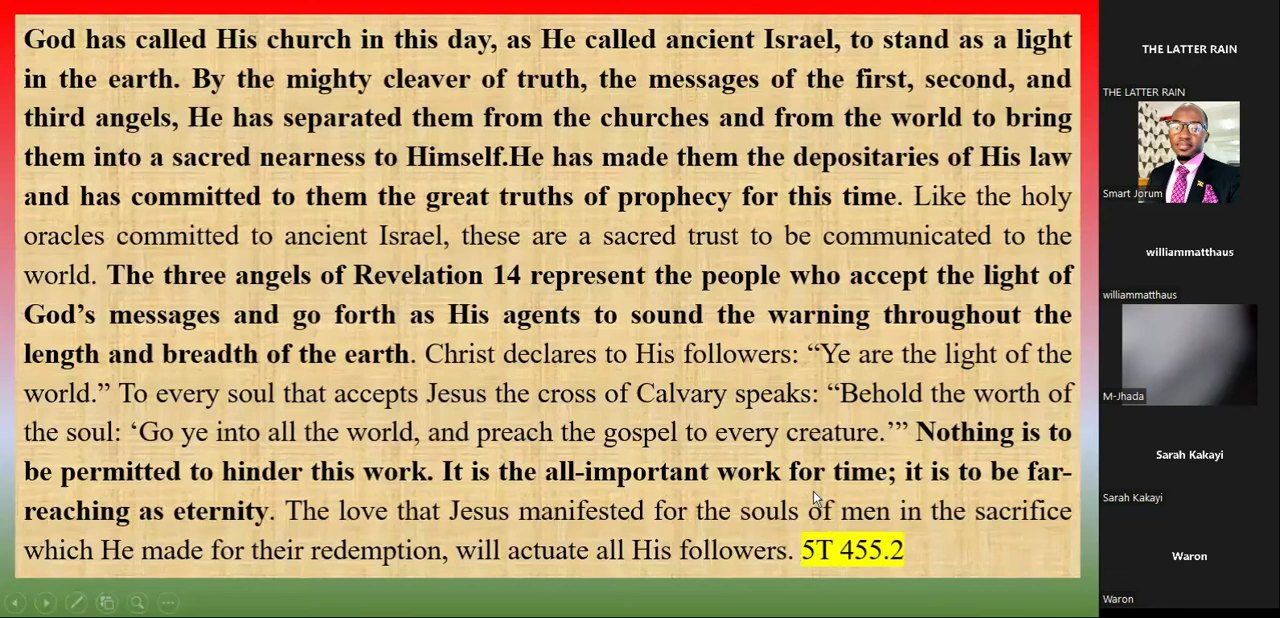 God has called His church in this day, as He called ancient Israel, to stand as a light
in the earth. By the mighty cleaver of truth, the messages of the first, second, and
third angels, He has separated them from the churches and from the world to bring
them into a sacred nearness to Himself.He has made them the depositaries of His law
and has committed to them the great truths of prophecy for this time. Like the holy
oracles committed to ancient Israel, these are a sacred trust to be communicated to the
world. The three angels of Revelation 14 represent the people who accept the light of
God’s messages and go forth as His agents to sound the warning throughout the
length and breadth of the earth. Christ declares to His followers: “Ye are the light of the
world.” To every soul that accepts Jesus the cross of Calvary speaks: “Behold the worth of
the soul: ‘Go ye into all the world, and preach the gospel to every creature.’” Nothing is to
be permitted to hinder this work. It is the all-important work for time; it is to be far-
reaching as eternity. The love that Jesus manifested for the souls of men in the sacrifice
which He made for their redemption, will actuate all His followers. 5T 455.2
THE LATTER RAIN
THE LATTER RAIN
Smart Jorum
williammatthaus
williammatthaus
M-Jhada
Sarah Kakayi
Sarah Kakayi
Waron
Waron